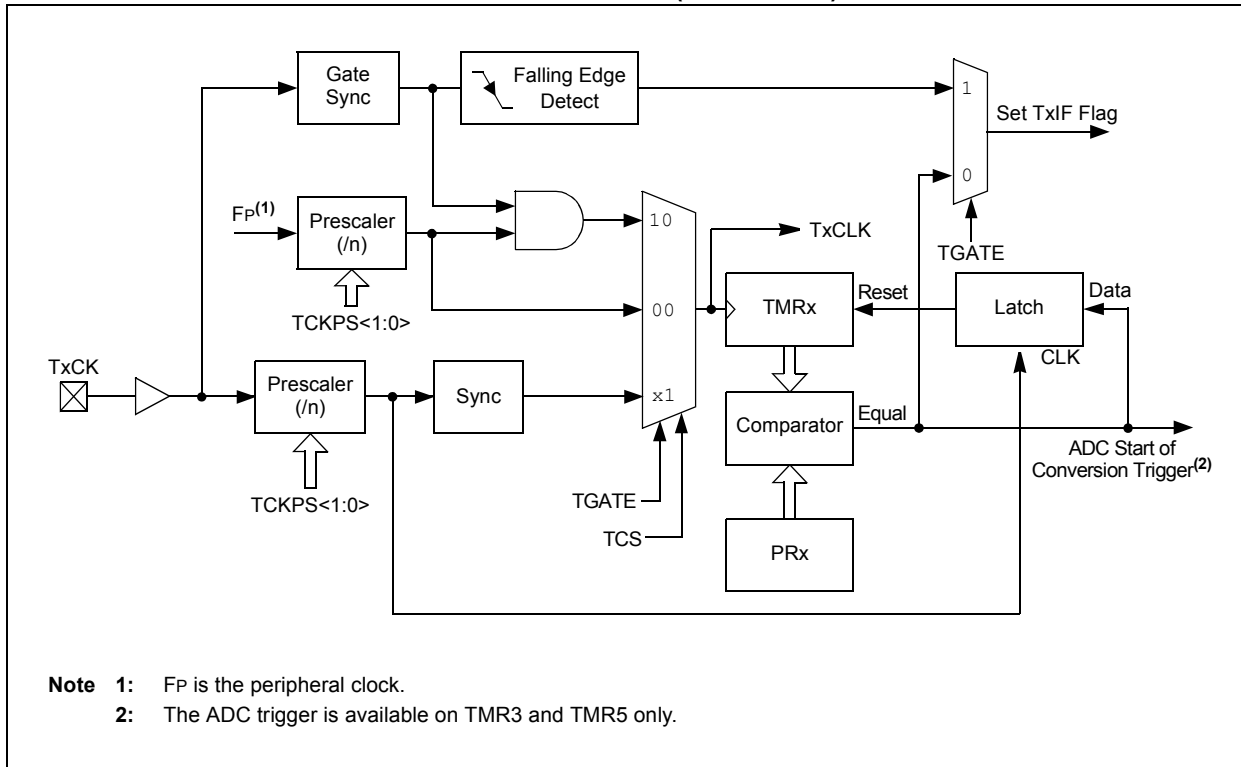 Gate
Sync
Falling Edge
Detect
1
Set TxIF Flag
0
TGATE
FP(1)
Prescaler
(/n)
TCKPS<1:0>
10
00
x1
TxCLK
TMRx
Reset
Latch
Data
CLK
TxCK
Prescaler
(/n)
TCKPS<1:0>
Sync
Comparator
Equal
ADC Start of
Conversion Trigger(2)
TGATE
TCS
PRx
Note 1: FP is the peripheral clock.
2: The ADC trigger is available on TMR3 and TMR5 only.